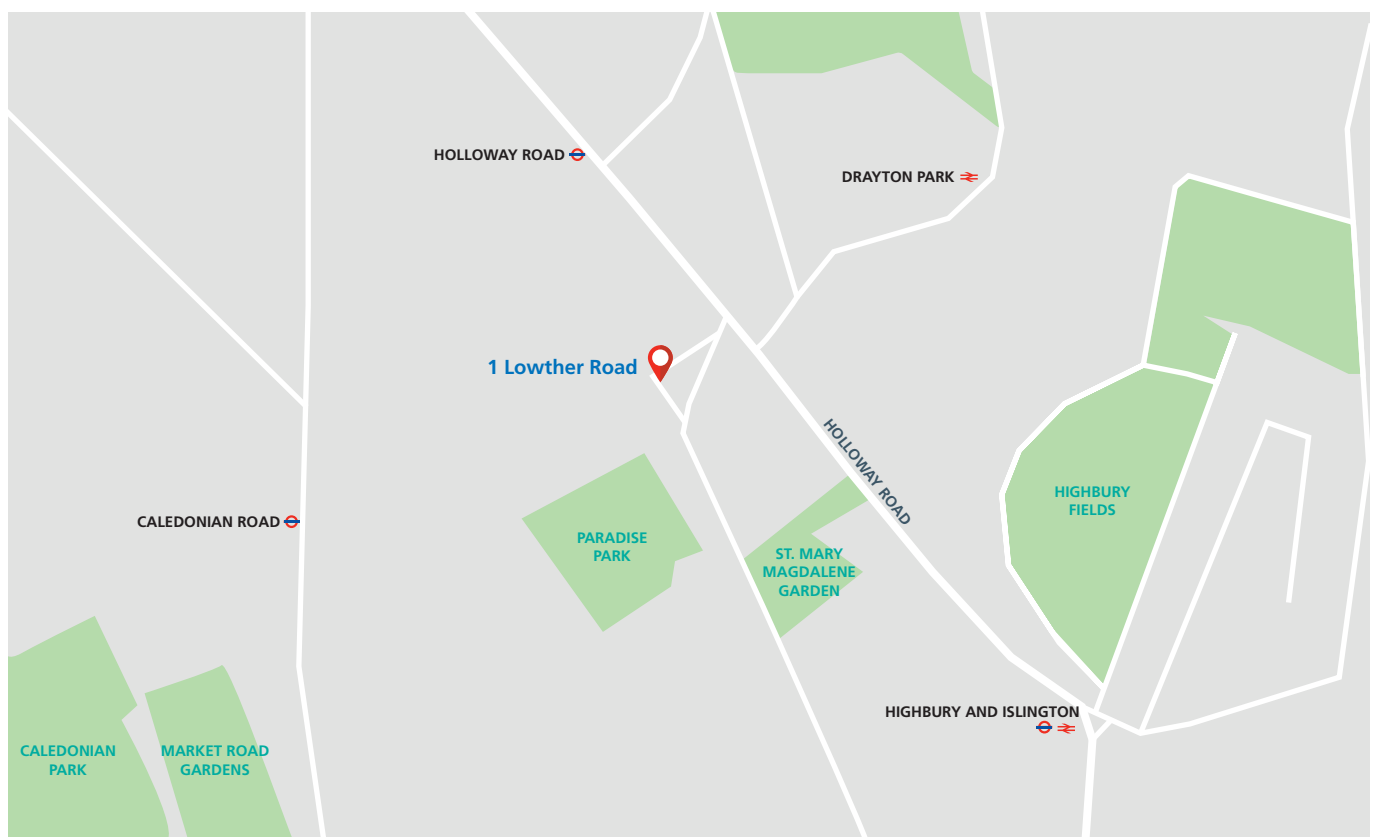 HOLLOWAY ROAD
DRAYTON PARK
1 Lowther Road
HOLLOWAY ROAD
HIGHBURY
FIELDS
CALEDONIAN ROAD
PARADISE
PARK
ST. MARY
MAGDALENE
GARDEN
HIGHBURY AND ISLINGTON
CALEDONIAN
PARK
MARKET ROAD
GARDENS